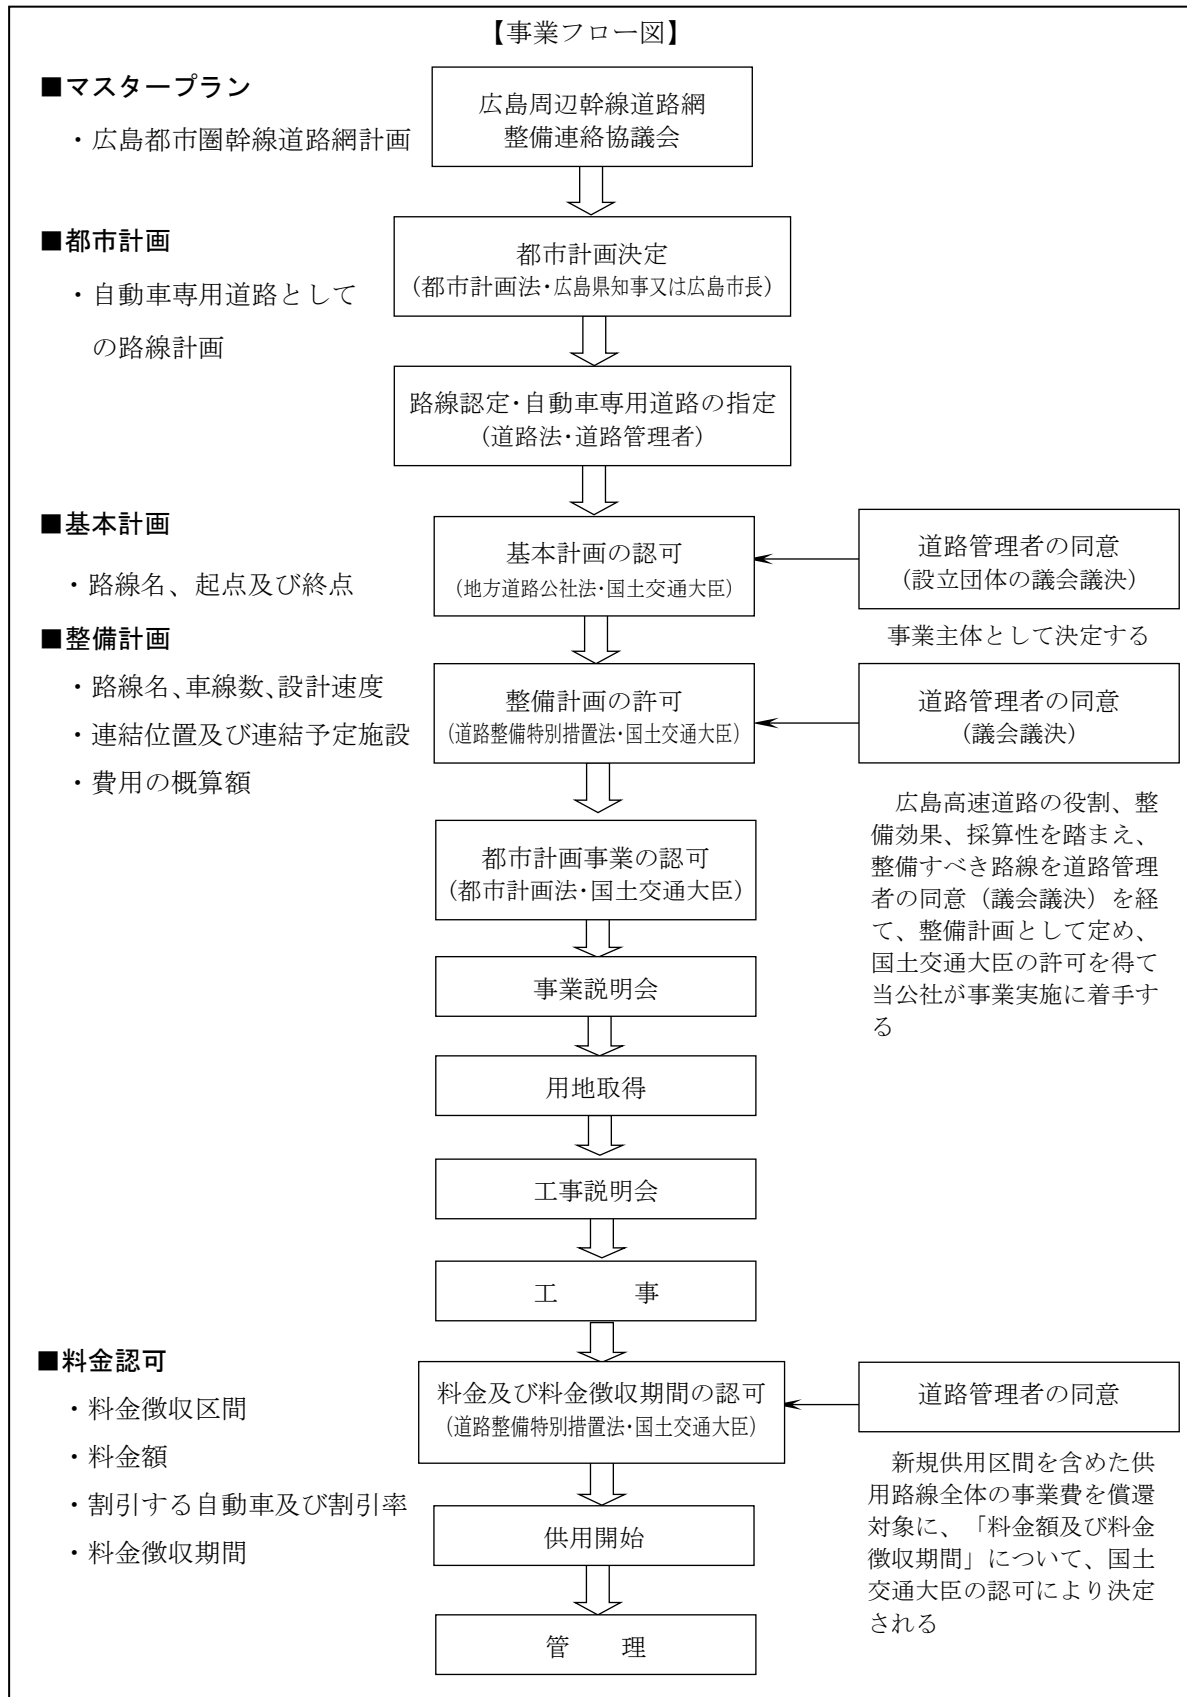 【事業フロー図】
■マスタープラン
・広島都市圏幹線道路網計画
広島周辺幹線道路網
整備連絡協議会
■都市計画
・自動車専用道路として
の路線計画
都市計画決定
(都市計画法・広島県知事又は広島市長)
路線認定・自動車専用道路の指定
(道路法・道路管理者)
■基本計画
・路線名、起点及び終点
基本計画の認可
(地方道路公社法・国土交通大臣)
道路管理者の同意
(設立団体の議会議決)
事業主体として決定する
■整備計画
・路線名、車線数、設計速度
・連結位置及び連結予定施設
・費用の概算額
整備計画の許可
(道路整備特別措置法・国土交通大臣)
道路管理者の同意
(議会議決)
広島高速道路の役割、整
備効果、採算性を踏まえ、
整備すべき路線を道路管理
者の同意（議会議決）を経
て、整備計画として定め、
国土交通大臣の許可を得て
当公社が事業実施に着手す
る
都市計画事業の認可
(都市計画法・国土交通大臣)
事業説明会
用地取得
工事説明会
工　　事
■料金認可
・料金徴収区間
・料金額
・割引する自動車及び割引率
・料金徴収期間
料金及び料金徴収期間の認可
(道路整備特別措置法・国土交通大臣)
道路管理者の同意
新規供用区間を含めた供
用路線全体の事業費を償還
対象に、「料金額及び料金
徴収期間」について、国土
交通大臣の認可により決定
される
供用開始
管　　理